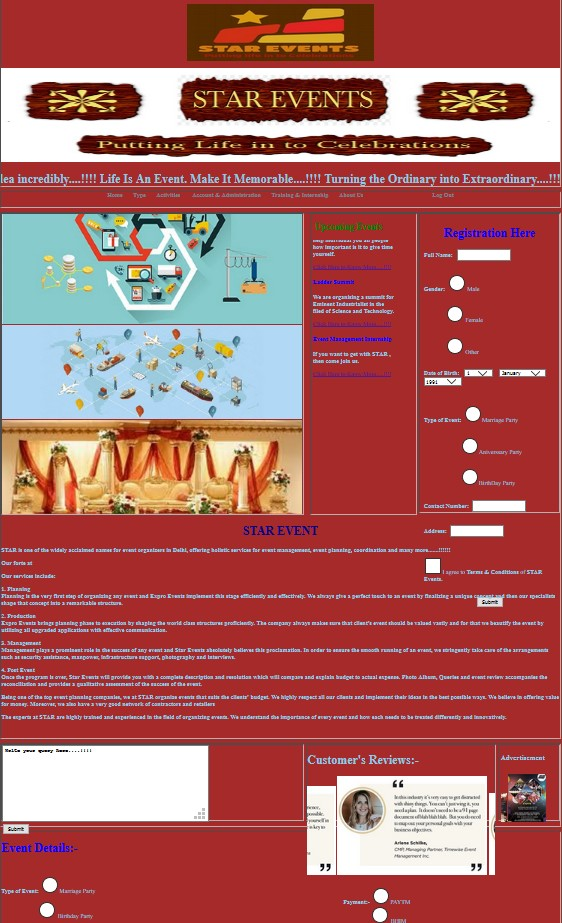 STAR EVENTS
STAR EVENTS
Putting Life in to Celebrations
lea incredibly....!!!! Life Is An Event. Make It Memorable....!!!! Turning the Ordinary into Extraordinary....!!!
Home Type Activities Account & Administration Training & Internship About Us Log Out
Upcoming Events
how important is it to give time
yourself.
Click Here to Know More....!!!!
Leader Summit
We are organising a summit for
Eminent Industrialist in the
filed of Science and Technology.
Click Here to Know More....!!!!
Event Management Internship
If you want to get with STAR ,
then come join us.
Click Here to Know More....!!!!
Registration Here
Full Name:
Gender: Male
Female
Other
Date of Birth: 1 January
1991
Type of Event: Marriage Party
Anniversary Party
BirthDay Party
Contact Number:
Address:
I agree to Terms & Conditions of STAR
Events.
Submit
STAR EVENT
STAR is one of the widely acclaimed names for event organizers in Delhi, offering holistic services for event management, event planning, coordination and many more.......!!!!!!
Our forts at
Our services include:
1. Planning
Planning is the very first step of organizing any event and Expro Events implement this stage efficiently and effectively. We always give a perfect touch to an event by finalizing a unique concept and then our specialists
shape that concept into a remarkable structure.
2. Production
Expro Events brings planning phase to execution by shaping the world class structures proficiently. The company always makes sure that client's event should be valued vastly and for that we beautify the event by
utilizing all upgraded applications with effective communication.
3. Management
Management plays a prominent role in the success of any event and Star Events absolutely believes this proclamation. In order to ensure the smooth running of an event, we stringently take care of the arrangements
such as security assistance, manpower, infrastructure support, photography and interviews.
4. Post Event
Once the program is over, Star Events will provide you with a complete description and resolution which will compare and explain budget to actual expense. Photo Album, Queries and event review accompanies the
reconciliation and provides a qualitative assessment of the success of the event.
Being one of the top event planning companies, we at STAR organize events that suits the clients' budget. We highly respect all our clients and implement their ideas in the best possible ways. We believe in offering value
for money. Moreover, we also have a very good network of contractors and retailers
The experts at STAR are highly trained and experienced in the field of organizing events. We understand the importance of every event and how each needs to be treated differently and innovatively.
Write your query here....!!!!
Submit
Customer's Reviews:-
In this industry it's very easy to get distracted
with shiny things. You can't just wing it; you
need a plan. It doesn't need to be a 91 page
document of blah blah blah. But you do need
to map out your personal goals with your
business objectives.
Arlene Schilke,
CMP, Managing Partner, Timewise Event
Management Inc.
Advertisement
Event Details:-
Type of Event: Marriage Party
Birthday Party
Payment:- PAYTM
BHIM